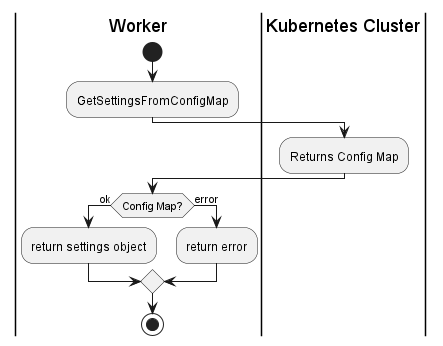 Worker
Kubernetes Cluster
GetSettingsFromConfigMap
Returns Config Map
ok
Config Map?
error
return settings object
return error